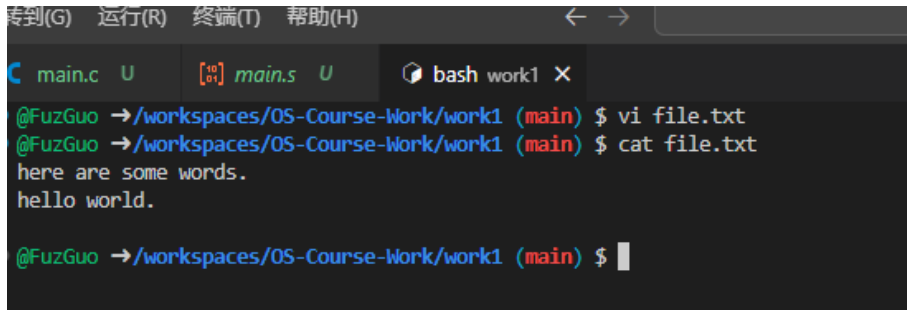 转到(G) 运行(R) 终端(T) 帮助(H) ← →
main.c U main.s U bash work1 ×
@FuzGuo →/workspaces/OS-Course-Work/work1 (main) $ vi file.txt
@FuzGuo →/workspaces/OS-Course-Work/work1 (main) $ cat file.txt
here are some words.
hello world.
@FuzGuo →/workspaces/OS-Course-Work/work1 (main) $